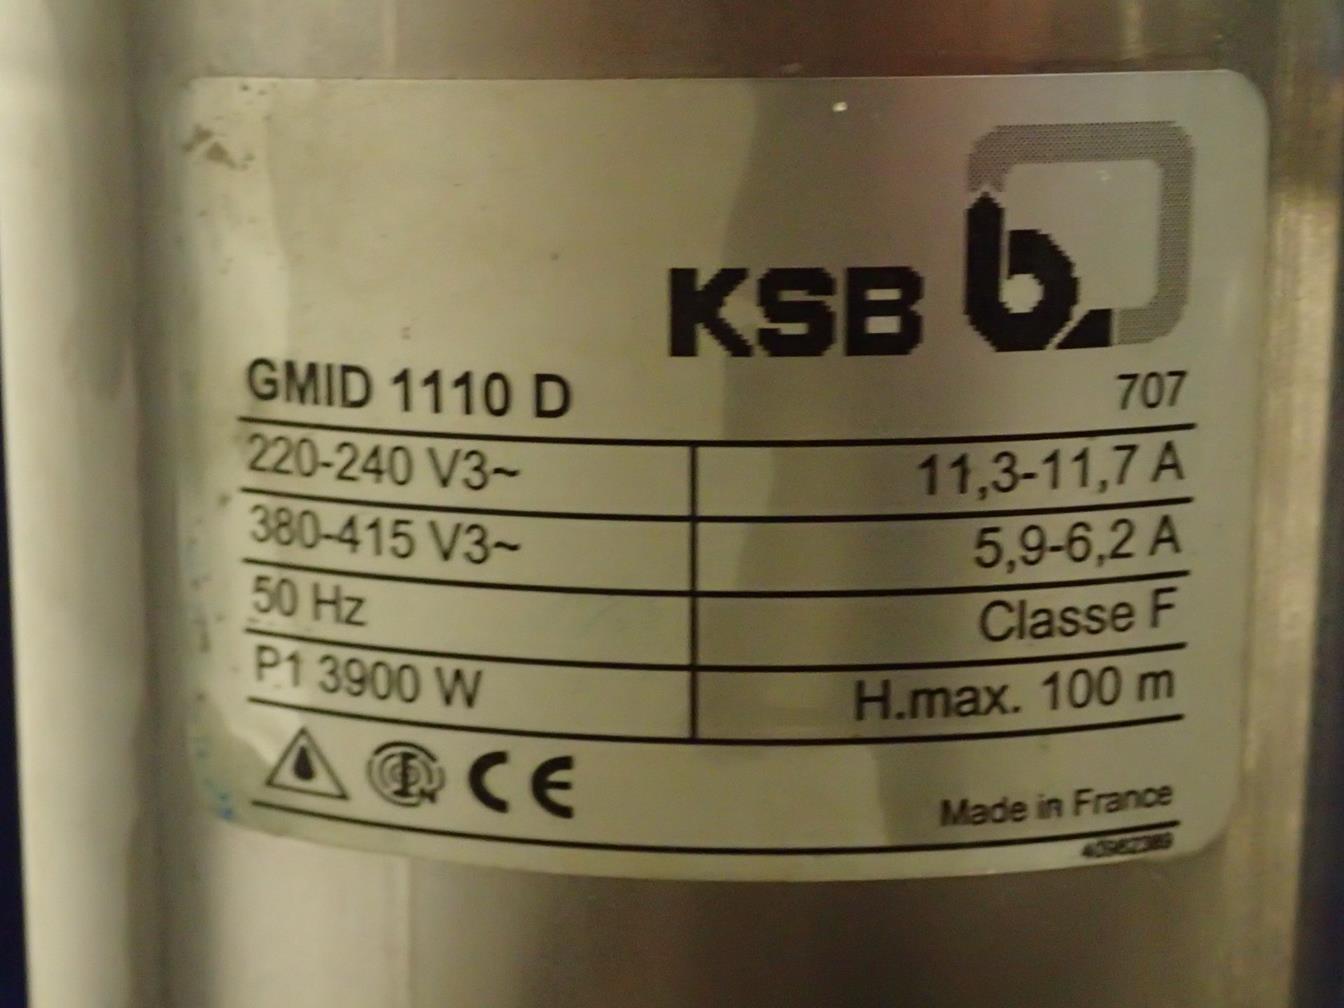 KSB
GMID 1110 D 707
220-240 V3~ 11,3-11,7 A
380-415 V3~ 5,9-6,2 A
50 Hz Classe F
P1 3900 W H.max. 100 m
CE
Made in France